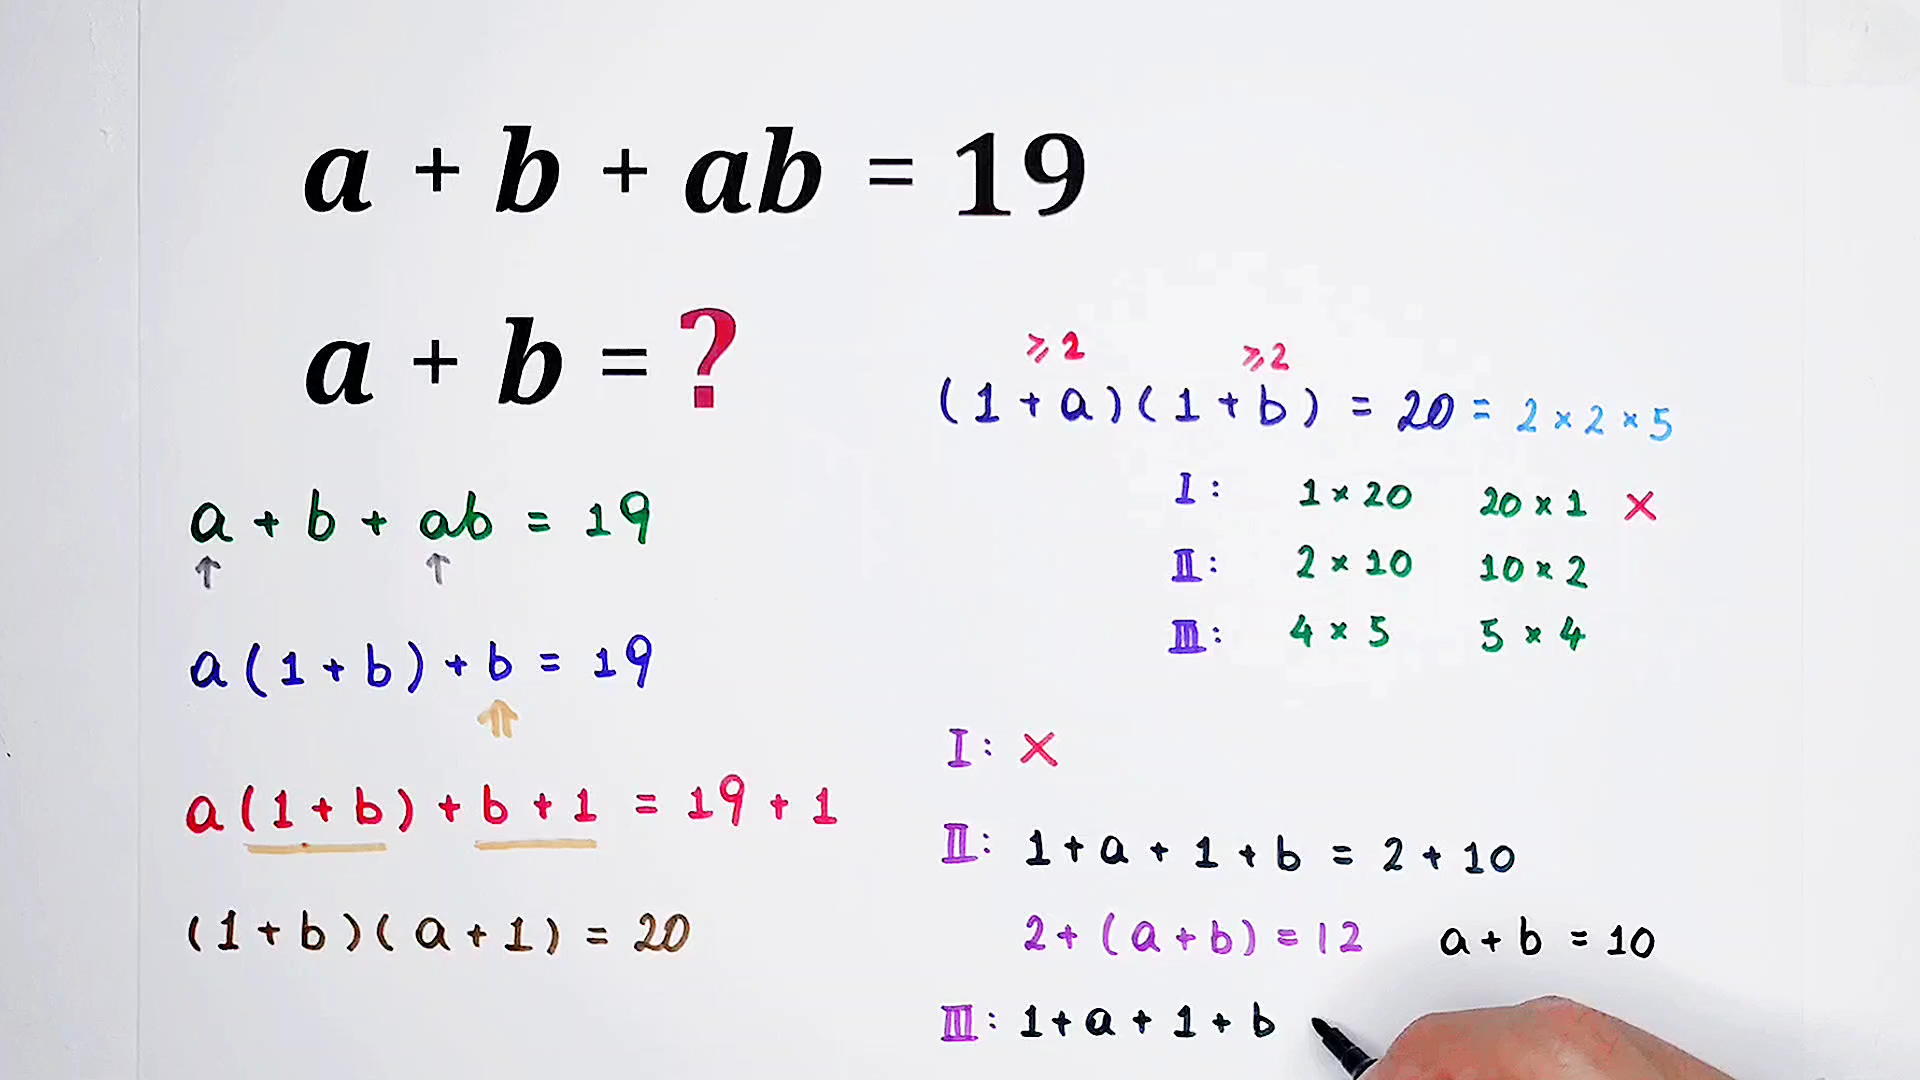 a + b + ab = 19
a + b = ?
a + b + ab = 19
↑ ↑
a(1 + b) + b = 19
⇑
a(1 + b) + b + 1 = 19 + 1
(1 + b)(a + 1) = 20
≥2 ≥2
(1 + a)(1 + b) = 20 = 2 × 2 × 5
I: 1 × 20 20 × 1 ×
II: 2 × 10 10 × 2
III: 4 × 5 5 × 4
I: ×
II: 1 + a + 1 + b = 2 + 10
2 + (a + b) = 12 a + b = 10
III: 1 + a + 1 + b